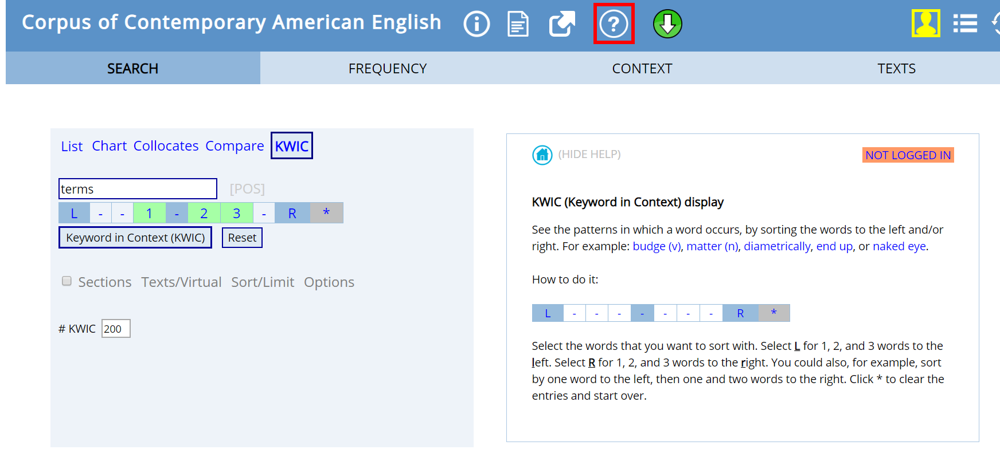 Corpus of Contemporary American English
SEARCH FREQUENCY CONTEXT TEXTS
List Chart Collocates Compare KWIC
terms [POS]
L - - 1 - 2 3 - R *
Keyword in Context (KWIC) Reset
Sections Texts/Virtual Sort/Limit Options
# KWIC 200
(HIDE HELP) NOT LOGGED IN
KWIC (Keyword in Context) display
See the patterns in which a word occurs, by sorting the words to the left and/or
right. For example: budge (v), matter (n), diametrically, end up, or naked eye.
How to do it:
L - - - - - - - R *
Select the words that you want to sort with. Select L for 1, 2, and 3 words to the
left. Select R for 1, 2, and 3 words to the right. You could also, for example, sort
by one word to the left, then one and two words to the right. Click * to clear the
entries and start over.